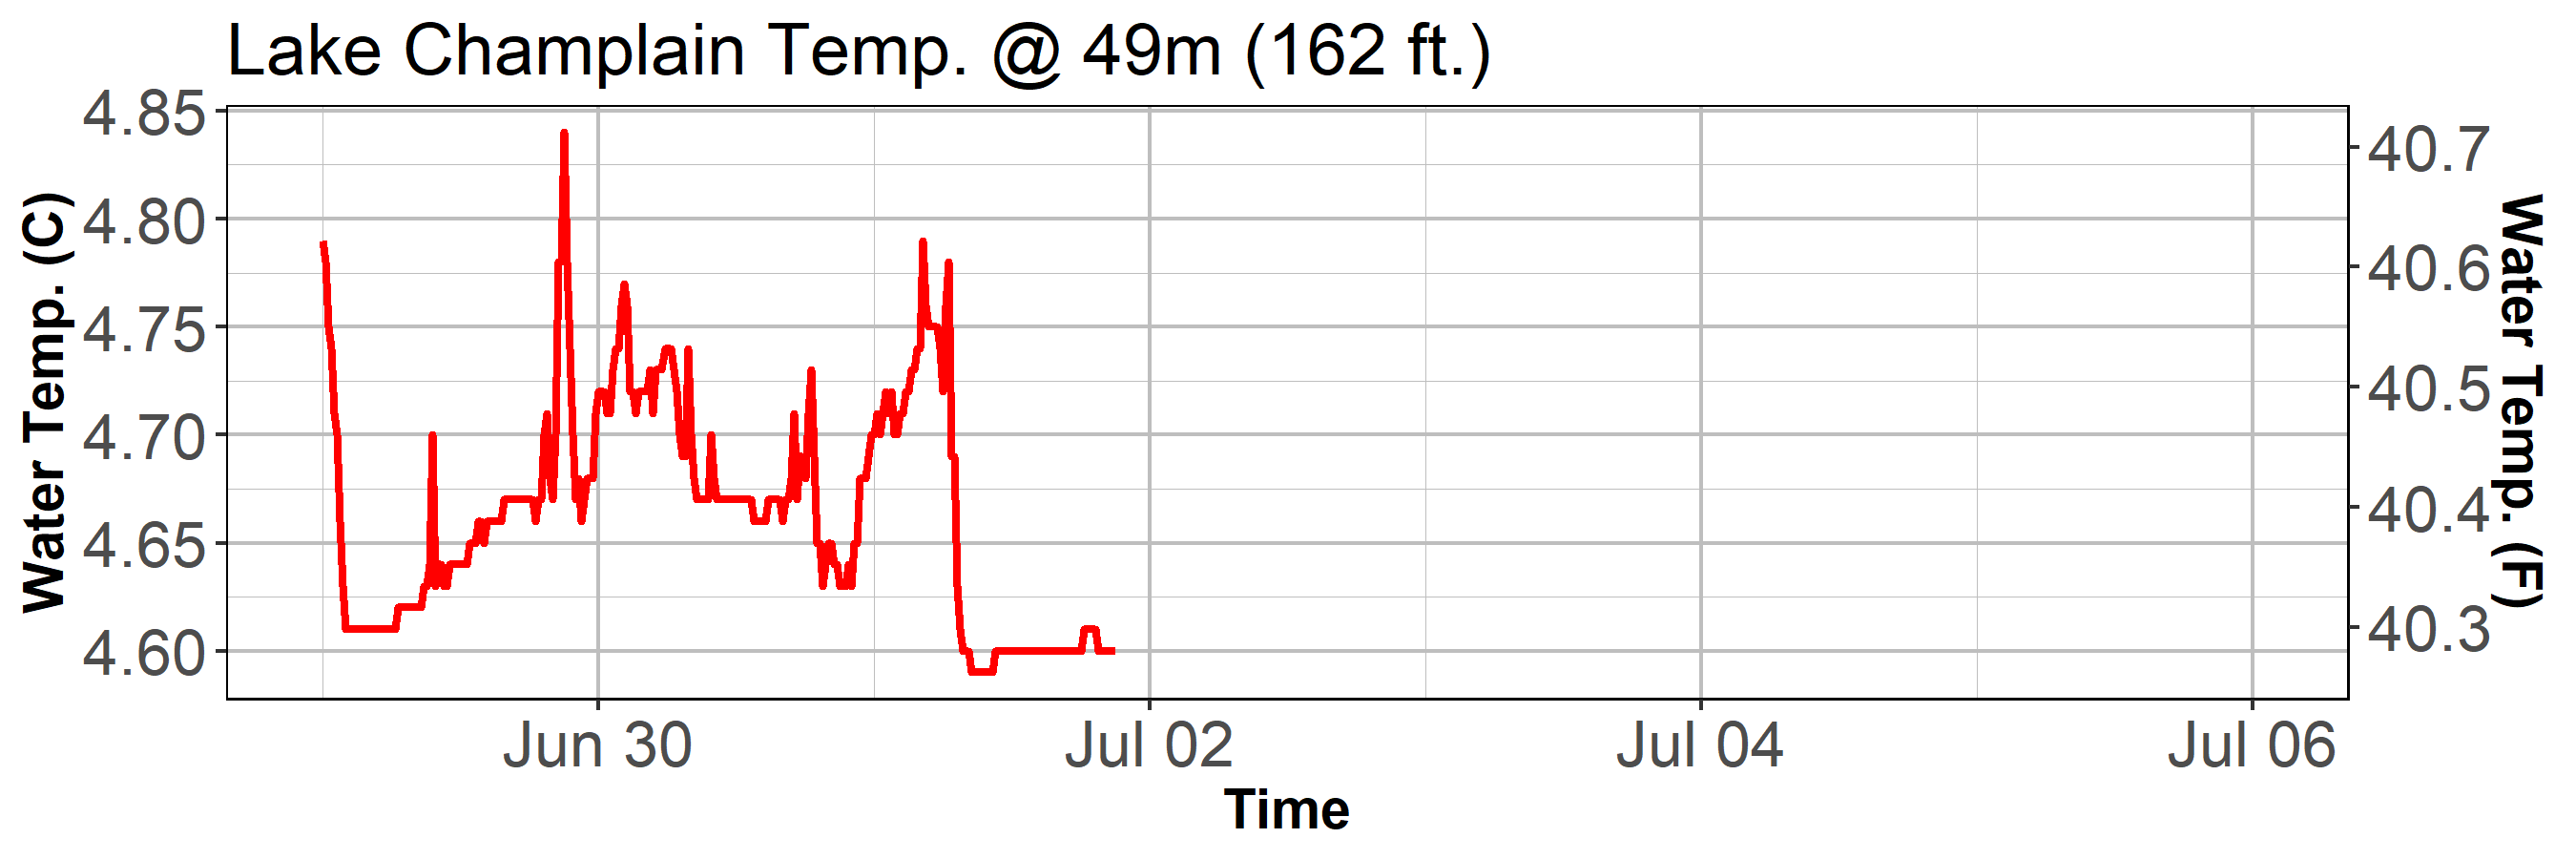 Lake Champlain Temp. @ 49m (162 ft.)
Water Temp. (C)
4.85
4.80
4.75
4.70
4.65
4.60
40.7
40.6
40.5
40.4
40.3
Water Temp. (F)
Jun 30
Jul 02
Jul 04
Jul 06
Time